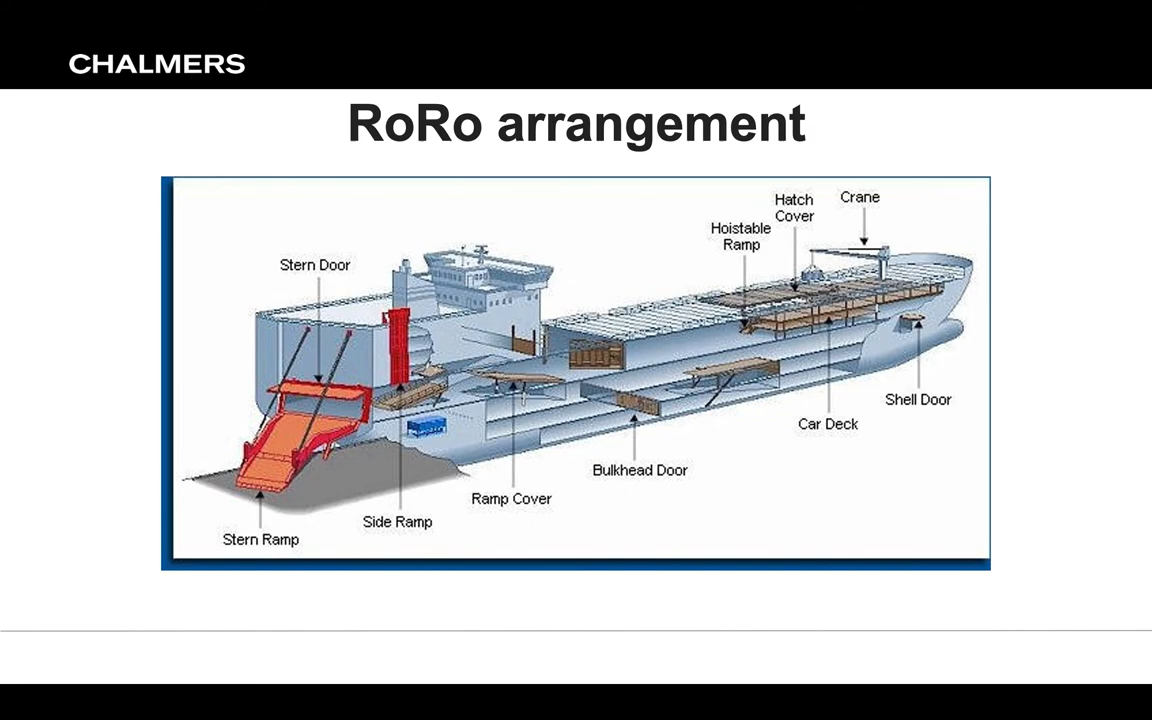 CHALMERS
RoRo arrangement
Hatch
Cover
Crane
Hoistable
Ramp
Stern Door
Shell Door
Car Deck
Bulkhead Door
Ramp Cover
Side Ramp
Stern Ramp